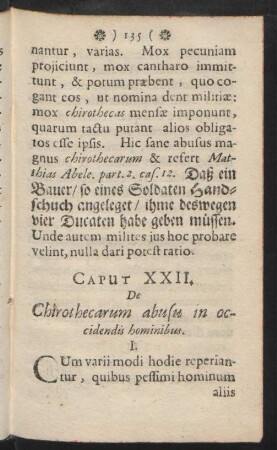 ❁ ) 135 ( ❁
nantur, varias. Mox pecuniam
projiciunt, mox cantharo immit-
tunt, & potum præbent, quo co-
gant eos, ut nomina dent militiæ:
mox chirothecas mensæ imponunt,
quarum tactu putant alios obliga-
tos esse ipsis. Hic sane abusus ma-
gnus chirothecarum & refert Mat-
thias Abele. part. 2. cas. 12. Daß ein
Bauer/ so eines Soldaten Hand-
schuch angeleget/ ihme deswegen
vier Ducaten habe geben müssen.
Unde autem milites jus hoc probare
velint, nulla dari potest ratio.
CAPUT XXII.
De
Chirothecarum abusu in oc-
cidendis hominibus.
I.
CUm varii modi hodie reperian-
tur, quibus pessimi hominum
aliis